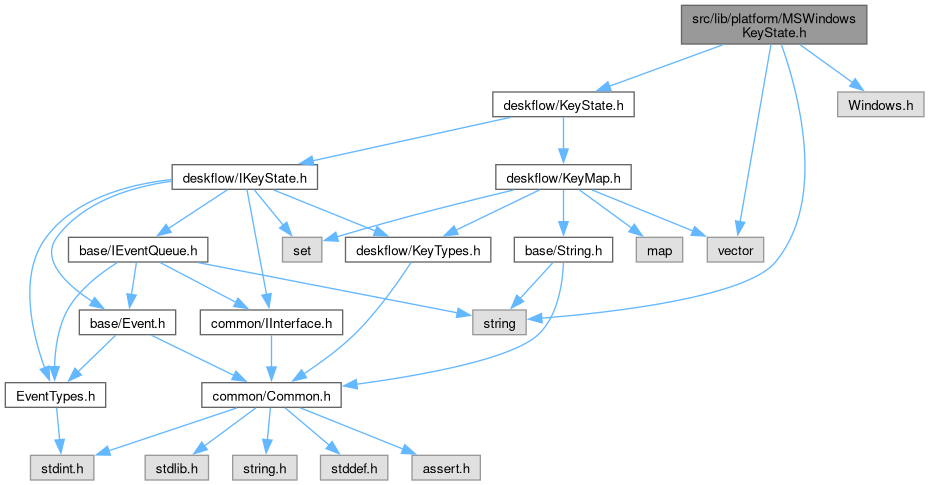 src/lib/platform/MSWindows
KeyState.h
deskflow/KeyState.h
Windows.h
deskflow/IKeyState.h
deskflow/KeyMap.h
base/IEventQueue.h
set
deskflow/KeyTypes.h
base/String.h
map
vector
base/Event.h
common/IInterface.h
string
EventTypes.h
common/Common.h
stdint.h
stdlib.h
string.h
stddef.h
assert.h